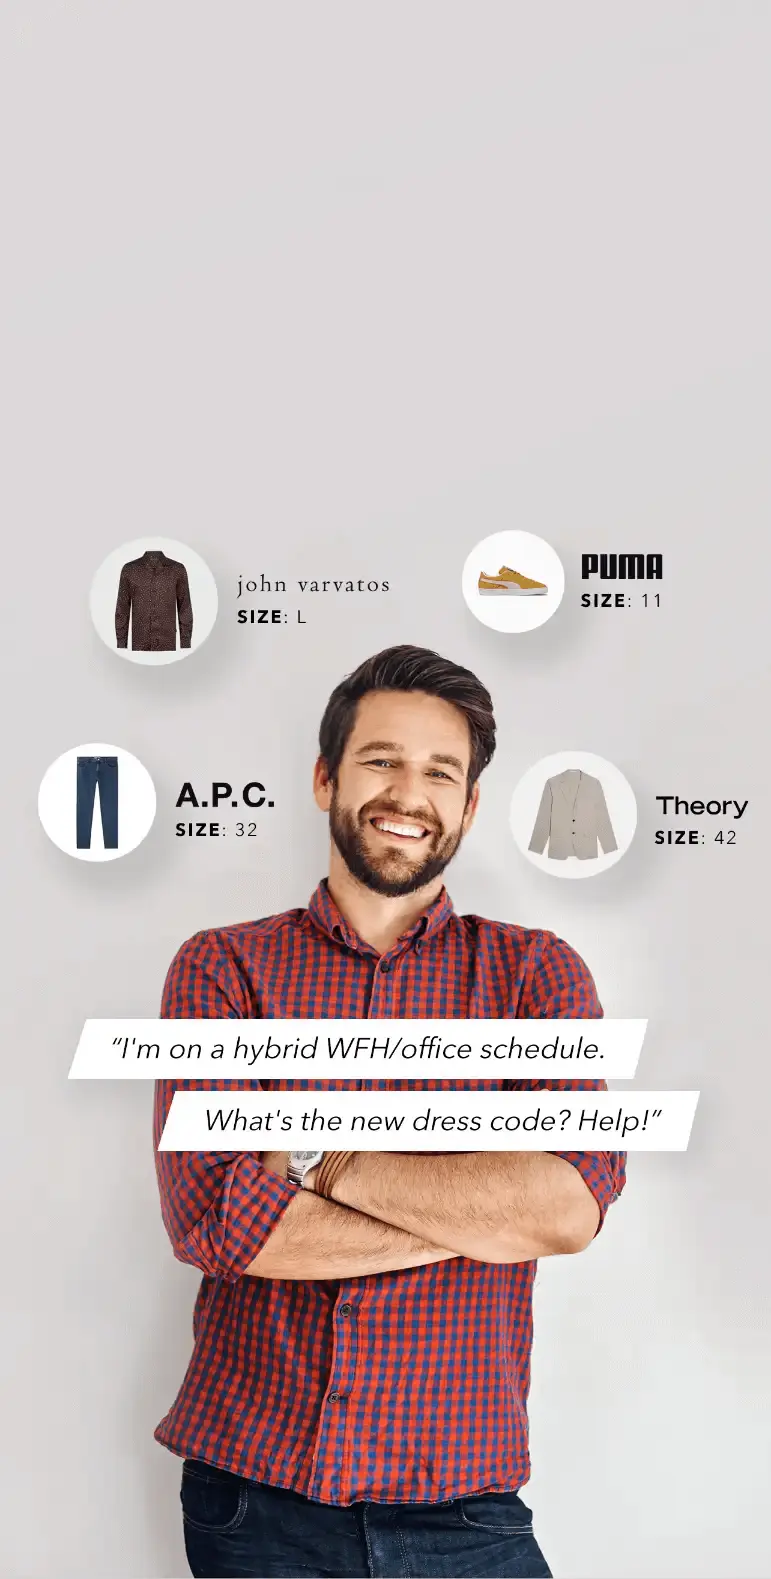 john varvatos
SIZE: L
PUMA
SIZE: 11
A.P.C.
SIZE: 32
Theory
SIZE: 42
“I'm on a hybrid WFH/office schedule.
What's the new dress code? Help!”